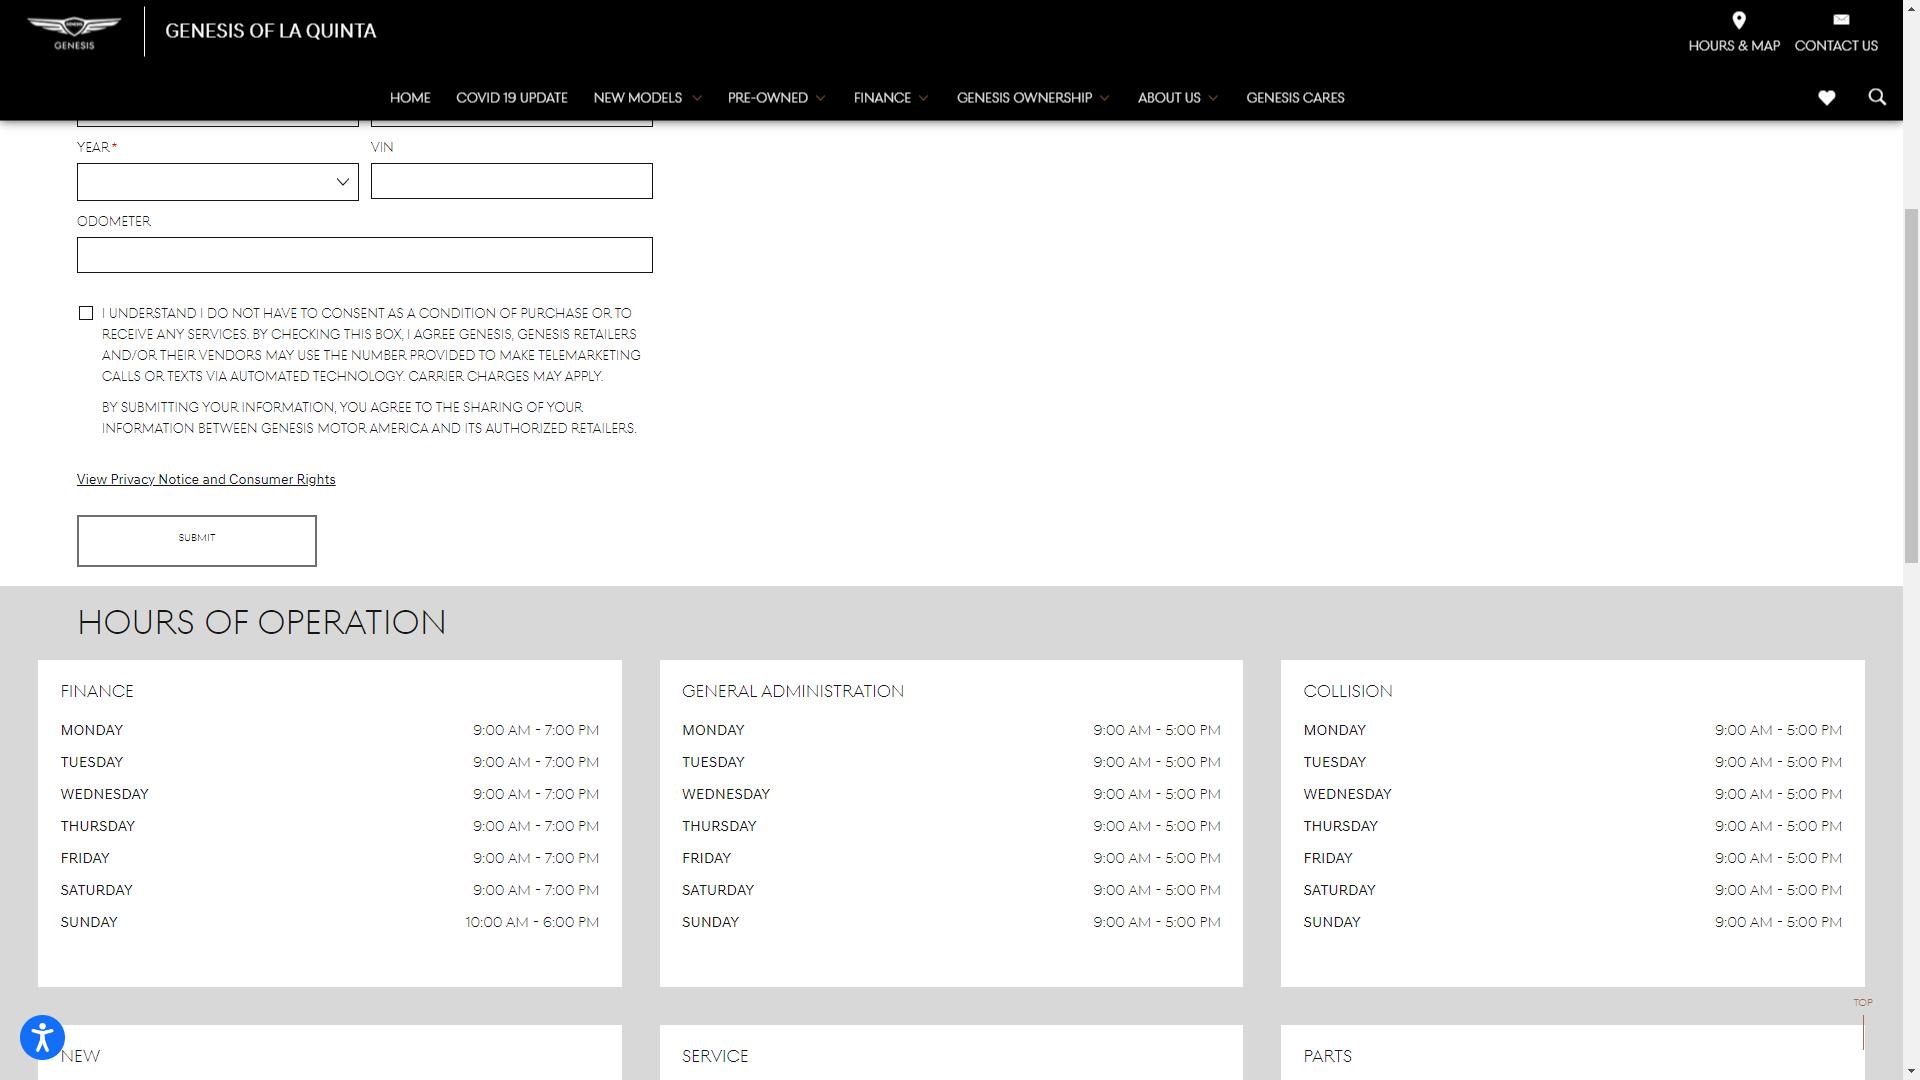 GENESIS
GENESIS OF LA QUINTA
HOURS & MAP
CONTACT US
HOME
COVID 19 UPDATE
NEW MODELS
PRE-OWNED
FINANCE
GENESIS OWNERSHIP
ABOUT US
GENESIS CARES
YEAR*
VIN
ODOMETER
I UNDERSTAND I DO NOT HAVE TO CONSENT AS A CONDITION OF PURCHASE OR TO
RECEIVE ANY SERVICES. BY CHECKING THIS BOX, I AGREE GENESIS, GENESIS RETAILERS
AND/OR THEIR VENDORS MAY USE THE NUMBER PROVIDED TO MAKE TELEMARKETING
CALLS OR TEXTS VIA AUTOMATED TECHNOLOGY. CARRIER CHARGES MAY APPLY.
BY SUBMITTING YOUR INFORMATION, YOU AGREE TO THE SHARING OF YOUR
INFORMATION BETWEEN GENESIS MOTOR AMERICA AND ITS AUTHORIZED RETAILERS.
View Privacy Notice and Consumer Rights
SUBMIT
HOURS OF OPERATION
FINANCE
MONDAY 9:00 AM - 7:00 PM
TUESDAY 9:00 AM - 7:00 PM
WEDNESDAY 9:00 AM - 7:00 PM
THURSDAY 9:00 AM - 7:00 PM
FRIDAY 9:00 AM - 7:00 PM
SATURDAY 9:00 AM - 7:00 PM
SUNDAY 10:00 AM - 6:00 PM
GENERAL ADMINISTRATION
MONDAY 9:00 AM - 5:00 PM
TUESDAY 9:00 AM - 5:00 PM
WEDNESDAY 9:00 AM - 5:00 PM
THURSDAY 9:00 AM - 5:00 PM
FRIDAY 9:00 AM - 5:00 PM
SATURDAY 9:00 AM - 5:00 PM
SUNDAY 9:00 AM - 5:00 PM
COLLISION
MONDAY 9:00 AM - 5:00 PM
TUESDAY 9:00 AM - 5:00 PM
WEDNESDAY 9:00 AM - 5:00 PM
THURSDAY 9:00 AM - 5:00 PM
FRIDAY 9:00 AM - 5:00 PM
SATURDAY 9:00 AM - 5:00 PM
SUNDAY 9:00 AM - 5:00 PM
TOP
NEW
SERVICE
PARTS